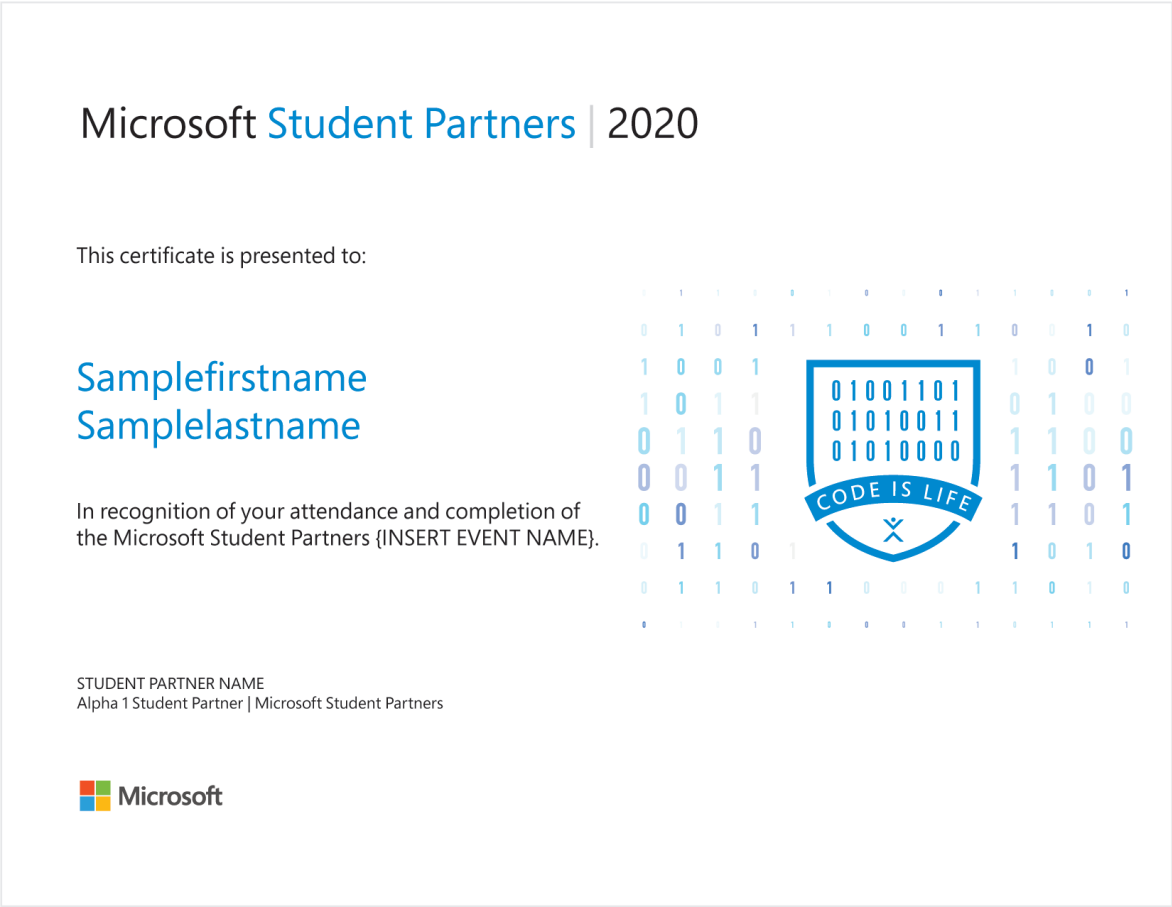 Microsoft Student Partners | 2020
This certificate is presented to:
Samplefirstname
Samplelastname
In recognition of your attendance and completion of
the Microsoft Student Partners {INSERT EVENT NAME}.
01001101
01010011
01010000
CODE IS LIFE
STUDENT PARTNER NAME
Alpha 1 Student Partner | Microsoft Student Partners
Microsoft